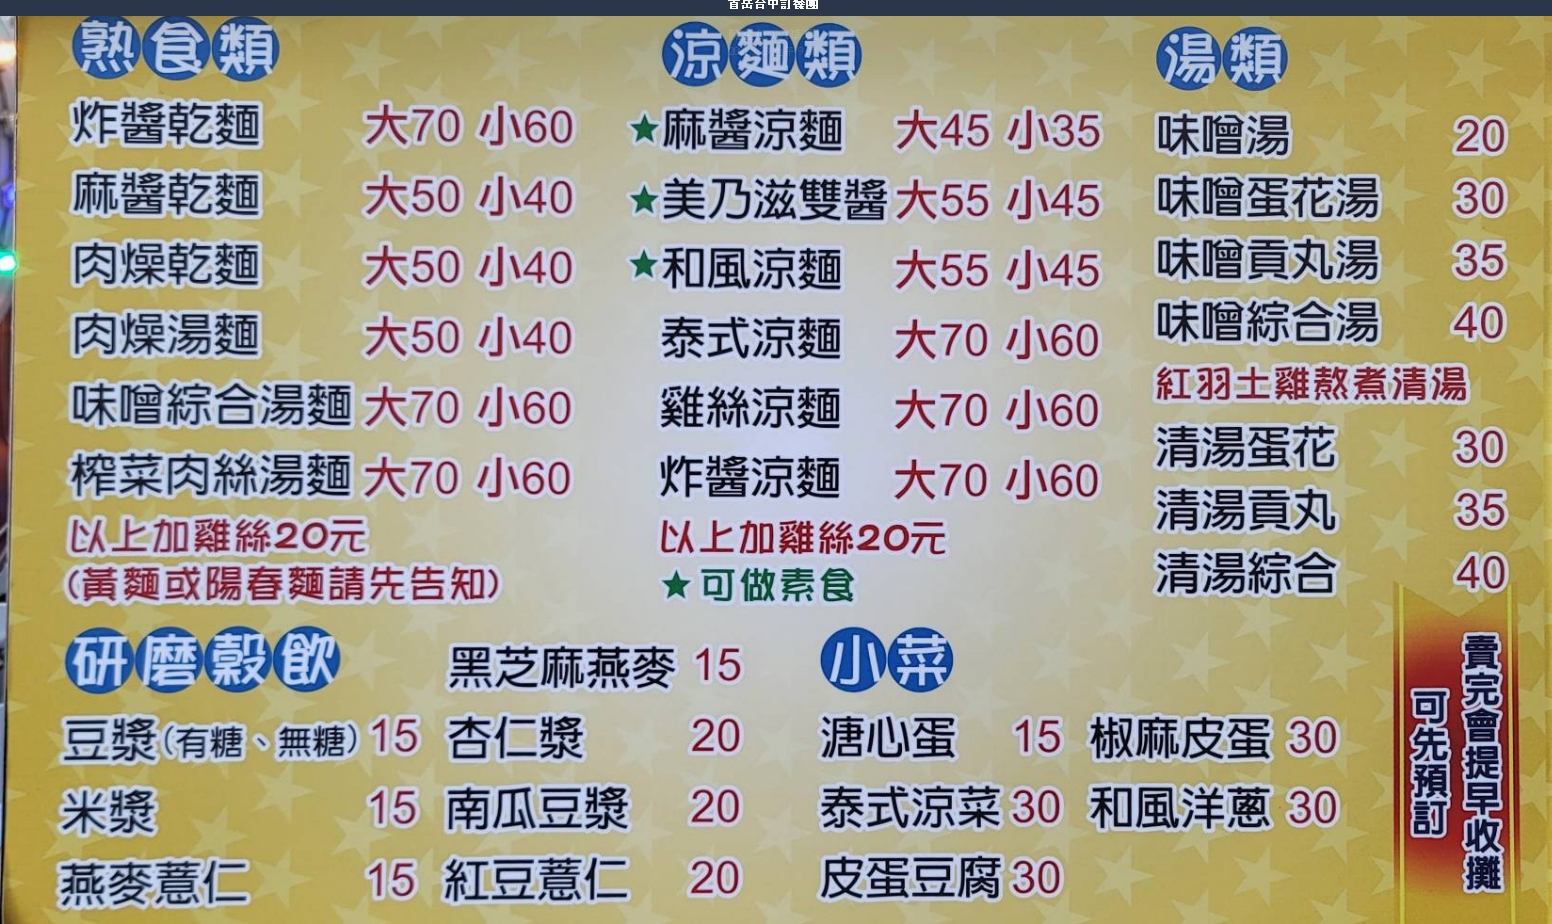 首岳台中訂餐團
熟食類
炸醬乾麵 大70 小60
麻醬乾麵 大50 小40
肉燥乾麵 大50 小40
肉燥湯麵 大50 小40
味噌綜合湯麵 大70 小60
榨菜肉絲湯麵 大70 小60
以上加雞絲20元
(黃麵或陽春麵請先告知)
涼麵類
★麻醬涼麵 大45 小35
★美乃滋雙醬 大55 小45
★和風涼麵 大55 小45
泰式涼麵 大70 小60
雞絲涼麵 大70 小60
炸醬涼麵 大70 小60
以上加雞絲20元
★可做素食
湯類
味噌湯 20
味噌蛋花湯 30
味噌貢丸湯 35
味噌綜合湯 40
紅羽土雞熬煮清湯
清湯蛋花 30
清湯貢丸 35
清湯綜合 40
研磨穀飲
豆漿(有糖、無糖) 15
米漿 15
燕麥薏仁 15
黑芝麻燕麥 15
杏仁漿 20
南瓜豆漿 20
紅豆薏仁 20
小菜
溏心蛋 15
泰式涼菜 30
皮蛋豆腐 30
椒麻皮蛋 30
和風洋蔥 30
賣完會提早收攤
可先預訂